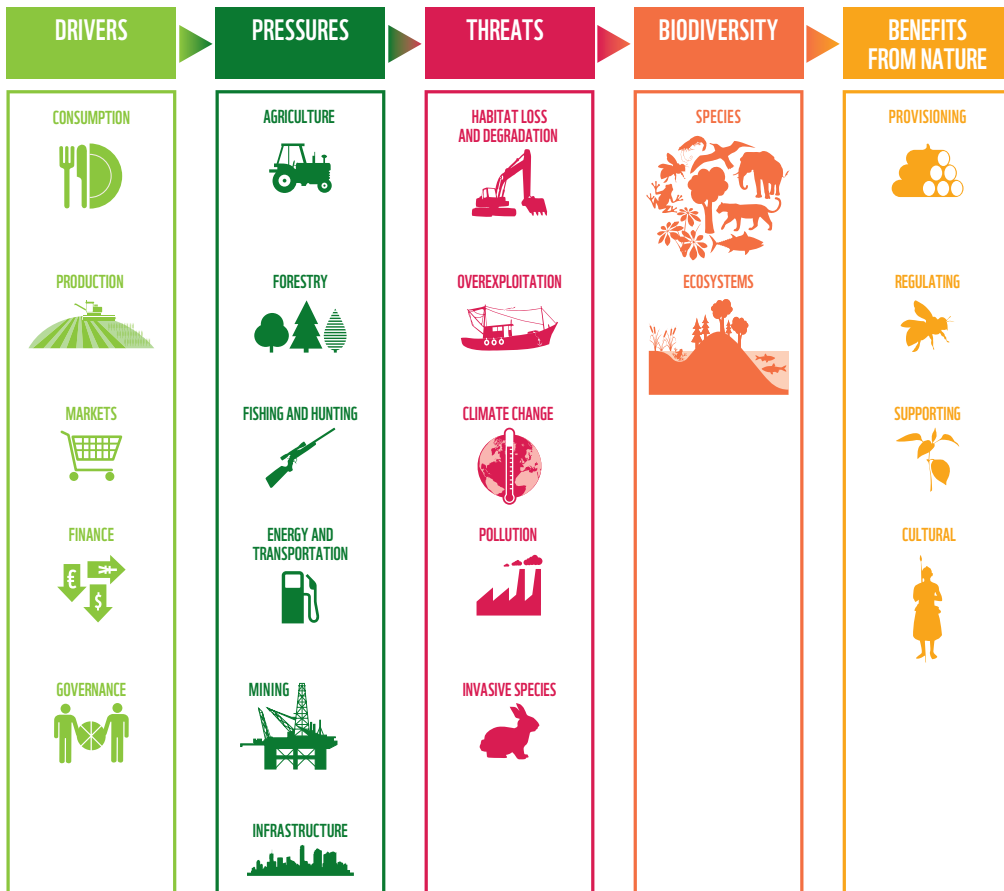 DRIVERS
PRESSURES
THREATS
BIODIVERSITY
BENEFITS
FROM NATURE
CONSUMPTION
PRODUCTION
MARKETS
FINANCE
€
¥
$
GOVERNANCE
AGRICULTURE
FORESTRY
FISHING AND HUNTING
ENERGY AND
TRANSPORTATION
MINING
INFRASTRUCTURE
HABITAT LOSS
AND DEGRADATION
OVEREXPLOITATION
CLIMATE CHANGE
POLLUTION
INVASIVE SPECIES
SPECIES
ECOSYSTEMS
PROVISIONING
REGULATING
SUPPORTING
CULTURAL